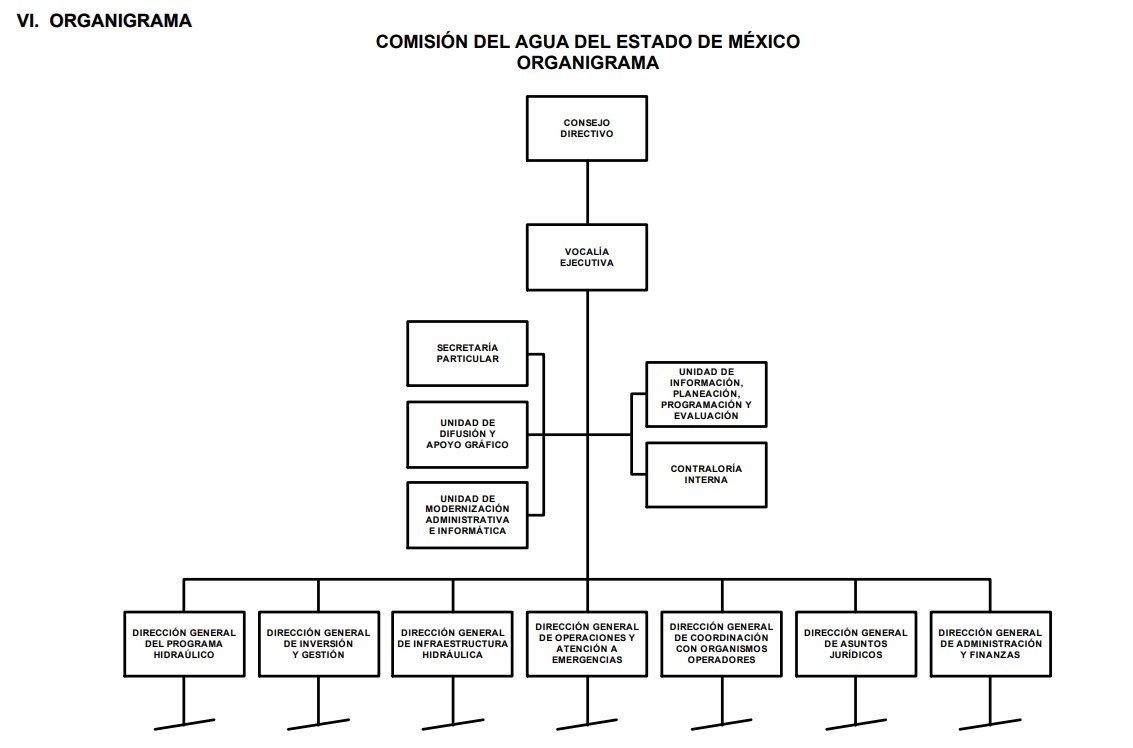 VI. ORGANIGRAMA
COMISIÓN DEL AGUA DEL ESTADO DE MÉXICO
ORGANIGRAMA
CONSEJO
DIRECTIVO
VOCALÍA
EJECUTIVA
SECRETARÍA
PARTICULAR
UNIDAD DE
DIFUSIÓN Y
APOYO GRÁFICO
UNIDAD DE
MODERNIZACIÓN
ADMINISTRATIVA
E INFORMÁTICA
UNIDAD DE
INFORMACIÓN,
PLANEACIÓN,
PROGRAMACIÓN Y
EVALUACIÓN
CONTRALORÍA
INTERNA
DIRECCIÓN GENERAL
DEL PROGRAMA
HIDRAÚLICO
DIRECCIÓN GENERAL
DE INVERSIÓN
Y GESTIÓN
DIRECCIÓN GENERAL
DE INFRAESTRUCTURA
HIDRÁULICA
DIRECCIÓN GENERAL
DE OPERACIONES Y
ATENCIÓN A
EMERGENCIAS
DIRECCIÓN GENERAL
DE COORDINACIÓN
CON ORGANISMOS
OPERADORES
DIRECCIÓN GENERAL
DE ASUNTOS
JURÍDICOS
DIRECCIÓN GENERAL
DE ADMINISTRACIÓN
Y FINANZAS